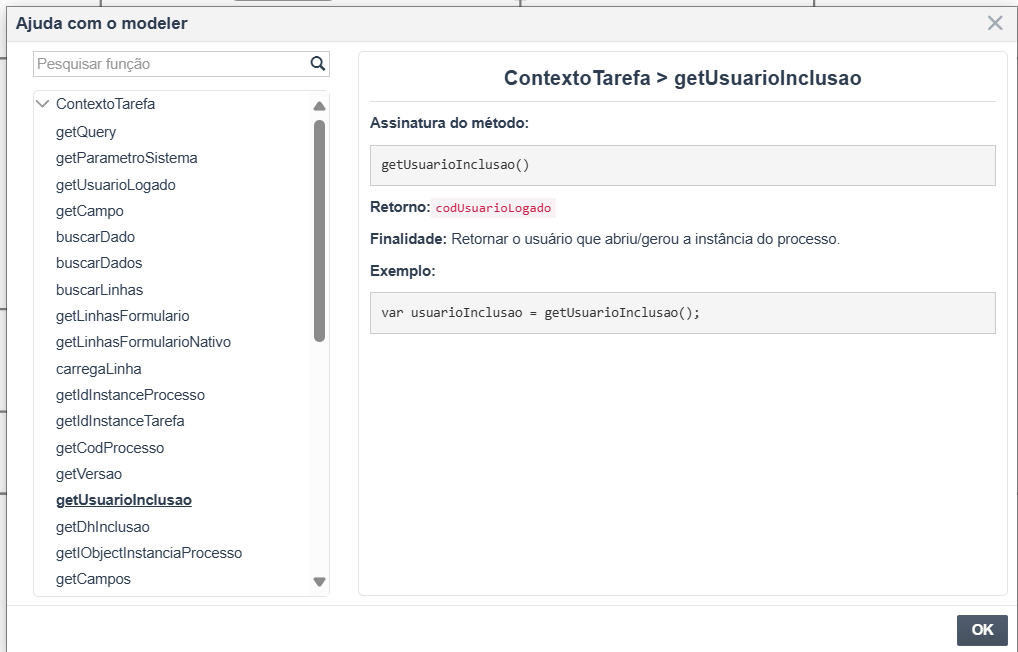 Ajuda com o modeler
Pesquisar função
ContextoTarefa
getQuery
getParametroSistema
getUsuarioLogado
getCampo
buscarDado
buscarDados
buscarLinhas
getLinhasFormulario
getLinhasFormularioNativo
carregaLinha
getIdInstanceProcesso
getIdInstanceTarefa
getCodProcesso
getVersao
getUsuarioInclusao
getDhInclusao
getIObjectInstanciaProcesso
getCampos
ContextoTarefa > getUsuarioInclusao
Assinatura do método:
getUsuarioInclusao()
Retorno: codUsuarioLogado
Finalidade: Retornar o usuário que abriu/gerou a instância do processo.
Exemplo:
var usuarioInclusao = getUsuarioInclusao();
OK